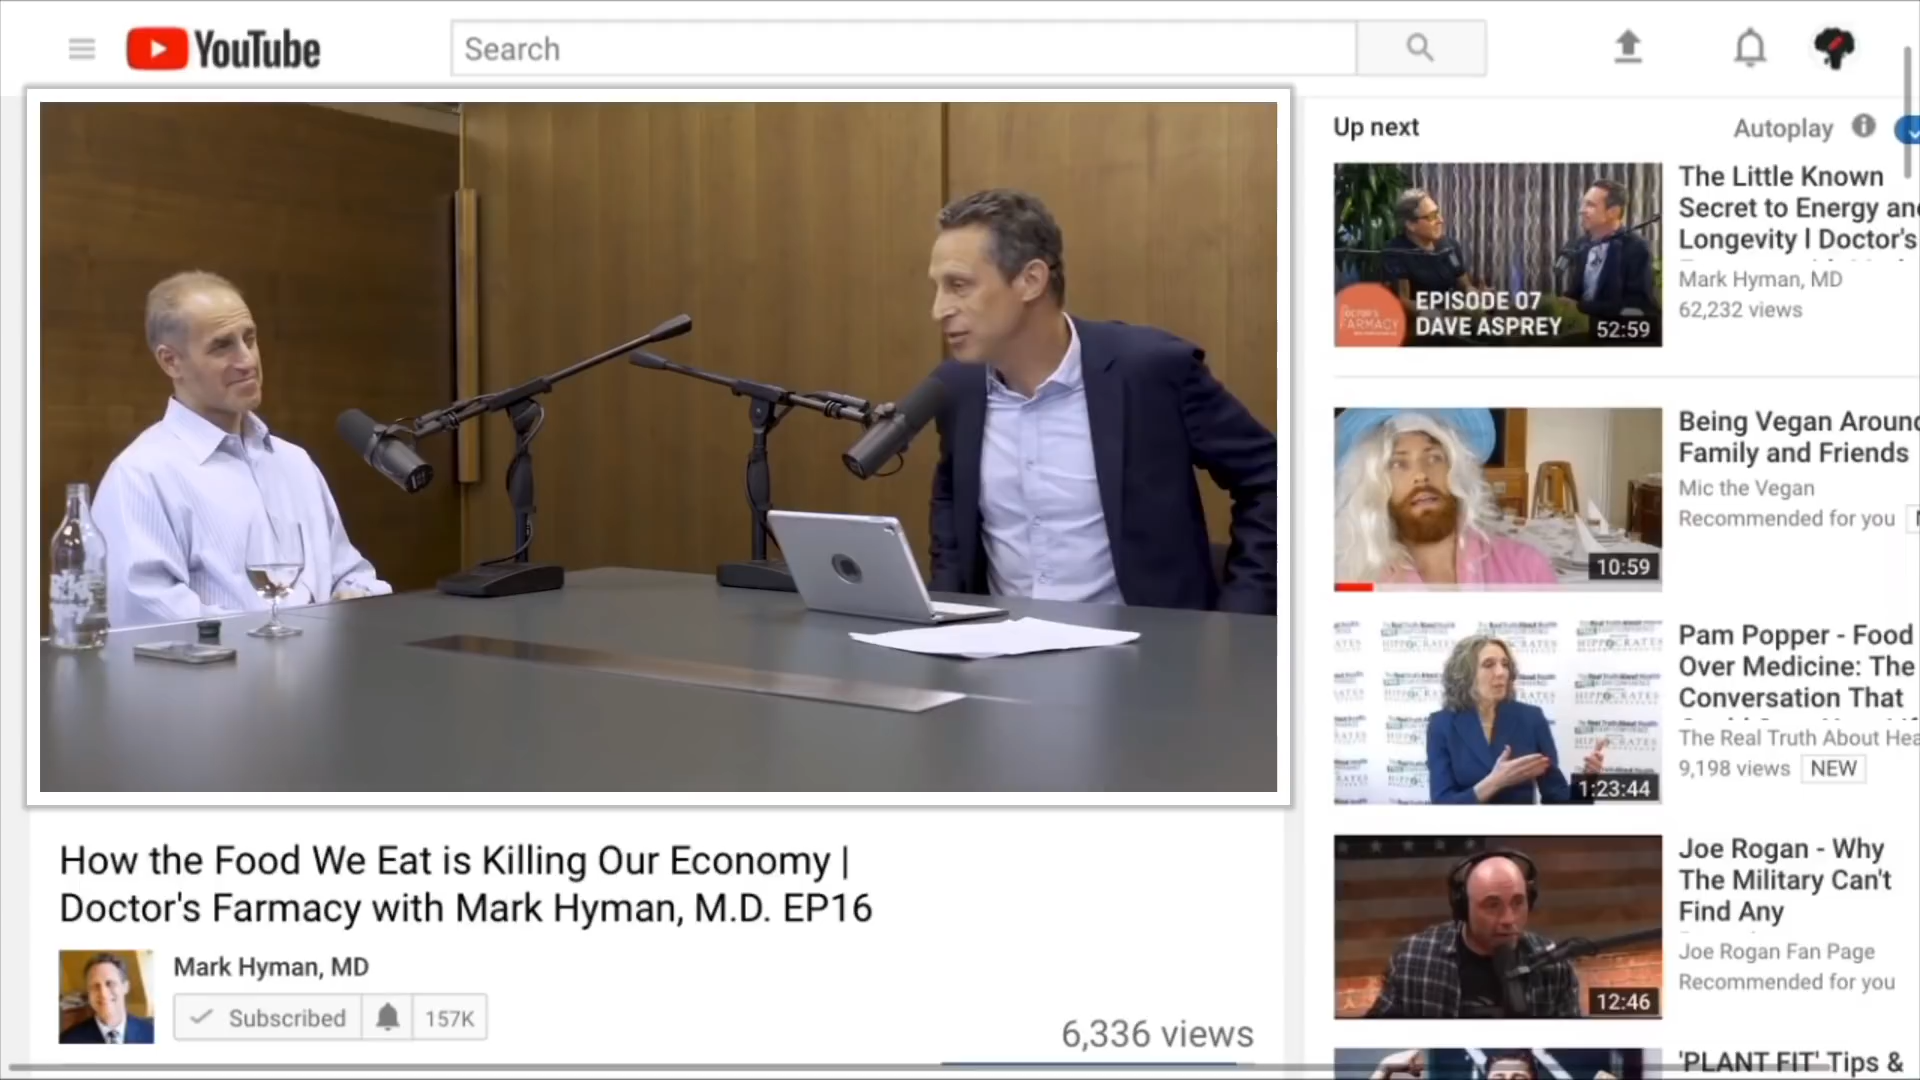 YouTube
Search
Up next
Autoplay
EPISODE 07
DAVE ASPREY
DOCTOR'S
FARMACY
52:59
The Little Known
Secret to Energy and
Longevity l Doctor's
Mark Hyman, MD
62,232 views
10:59
Being Vegan Around
Family and Friends
Mic the Vegan
Recommended for you
1:23:44
Pam Popper - Food
Over Medicine: The
Conversation That
The Real Truth About Hea
9,198 views NEW
12:46
Joe Rogan - Why
The Military Can't
Find Any
Joe Rogan Fan Page
Recommended for you
'PLANT FIT' Tips &
How the Food We Eat is Killing Our Economy |
Doctor's Farmacy with Mark Hyman, M.D. EP16
Mark Hyman, MD
Subscribed 157K
6,336 views